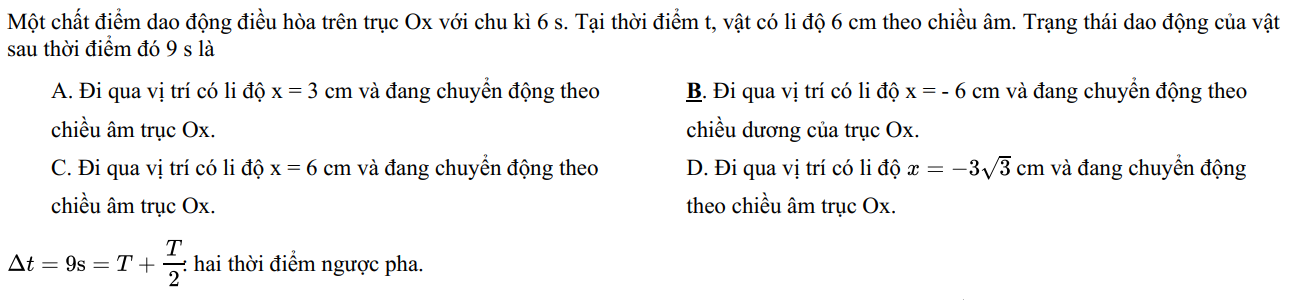 Một chất điểm dao động điều hòa trên trục Ox với chu kì 6 s. Tại thời điểm t, vật có li độ 6 cm theo chiều âm. Trạng thái dao động của vật
sau thời điểm đó 9 s là
A. Đi qua vị trí có li độ x = 3 cm và đang chuyển động theo
chiều âm trục Ox.
B. Đi qua vị trí có li độ x = - 6 cm và đang chuyển động theo
chiều dương của trục Ox.
C. Đi qua vị trí có li độ x = 6 cm và đang chuyển động theo
chiều âm trục Ox.
D. Đi qua vị trí có li độ x = −3√3 cm và đang chuyển động
theo chiều âm trục Ox.
Δt = 9s = T + T/2: hai thời điểm ngược pha.